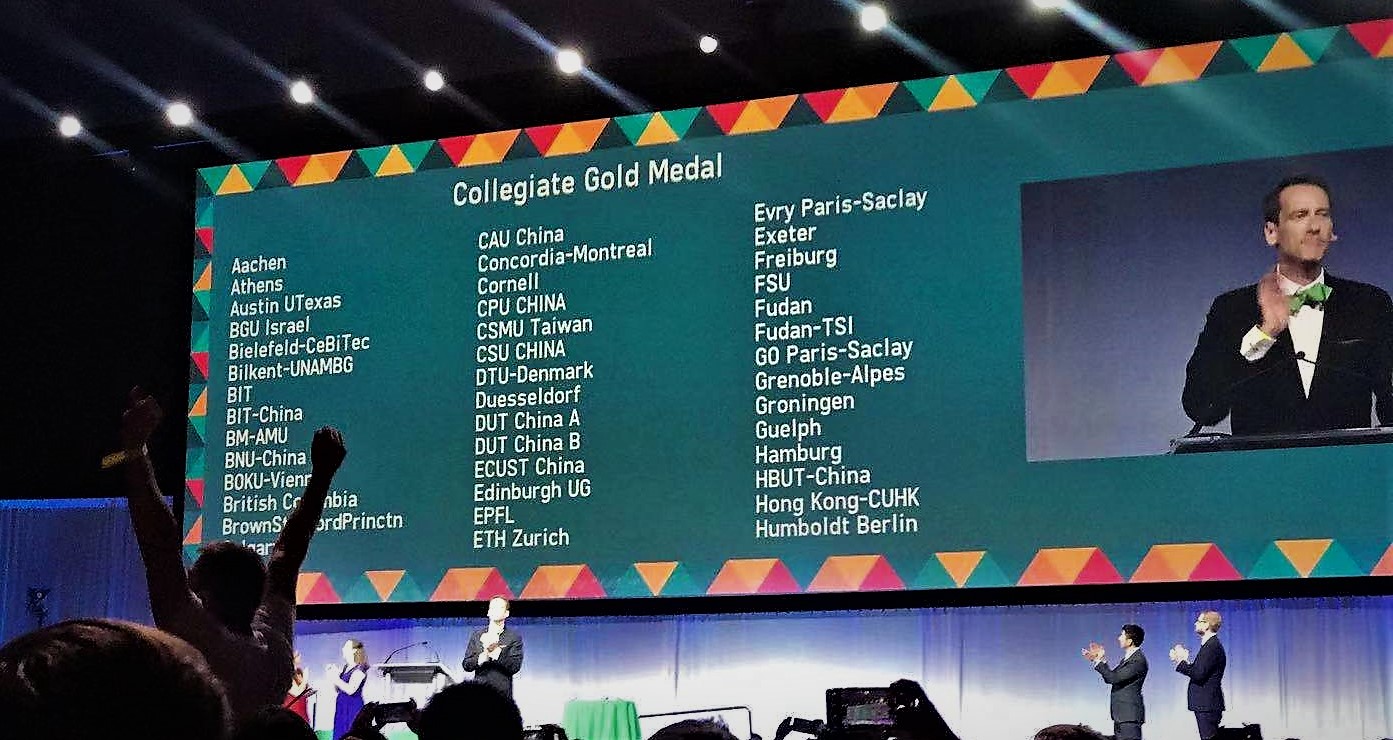 Collegiate Gold Medal
Aachen
Athens
Austin UTexas
BGU Israel
Bielefeld-CeBiTec
Bilkent-UNAMBG
BIT
BIT-China
BM-AMU
BNU-China
British
CAU China
Concordia-Montreal
Cornell
CPU CHINA
CSMU Taiwan
CSU CHINA
DTU-Denmark
Duesseldorf
DUT China A
DUT China B
ECUST China
Edinburgh UG
EPFL
ETH Zurich
Evry Paris-Saclay
Exeter
Freiburg
FSU
Fudan
Fudan-TSI
GO Paris-Saclay
Grenoble-Alpes
Groningen
Guelph
Hamburg
HBUT-China
Hong Kong-CUHK
Humboldt Berlin